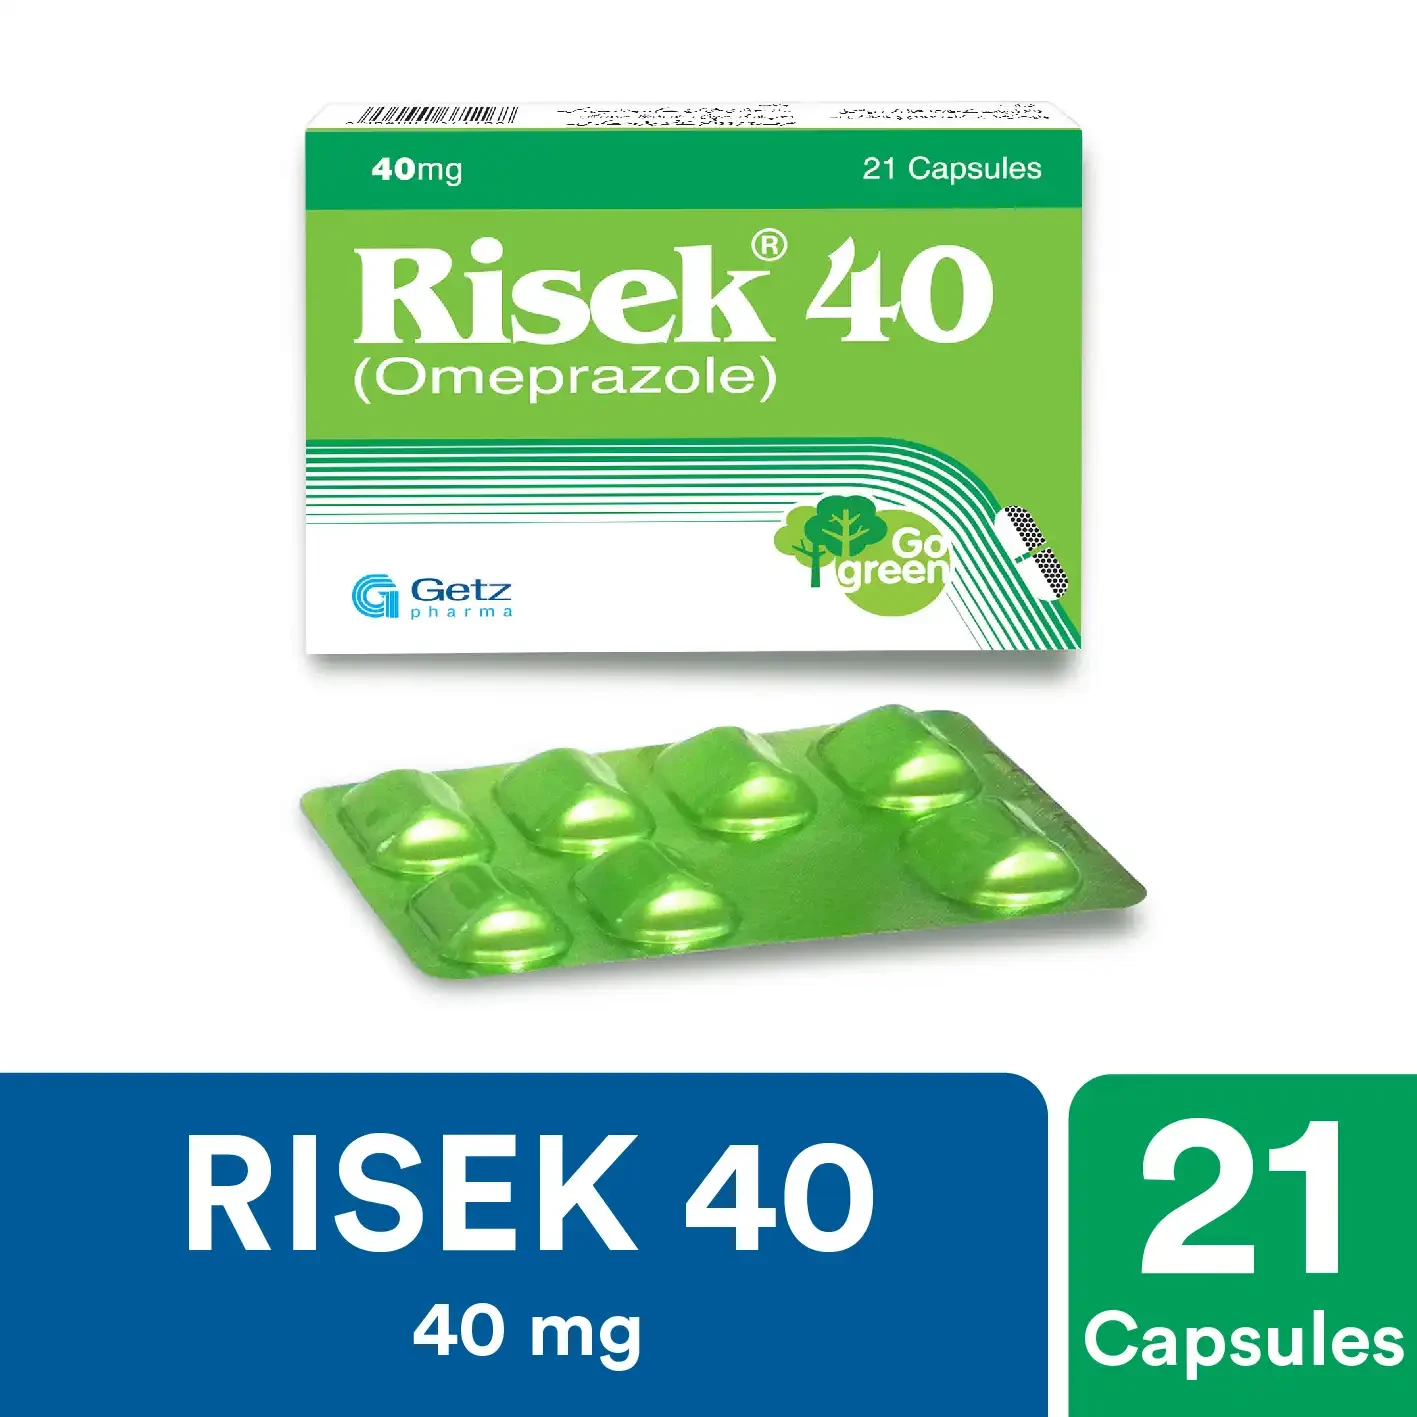 40mg
21 Capsules
Risek® 40
(Omeprazole)
Go
green
Getz
pharma
RISEK 40
40 mg
21
Capsules